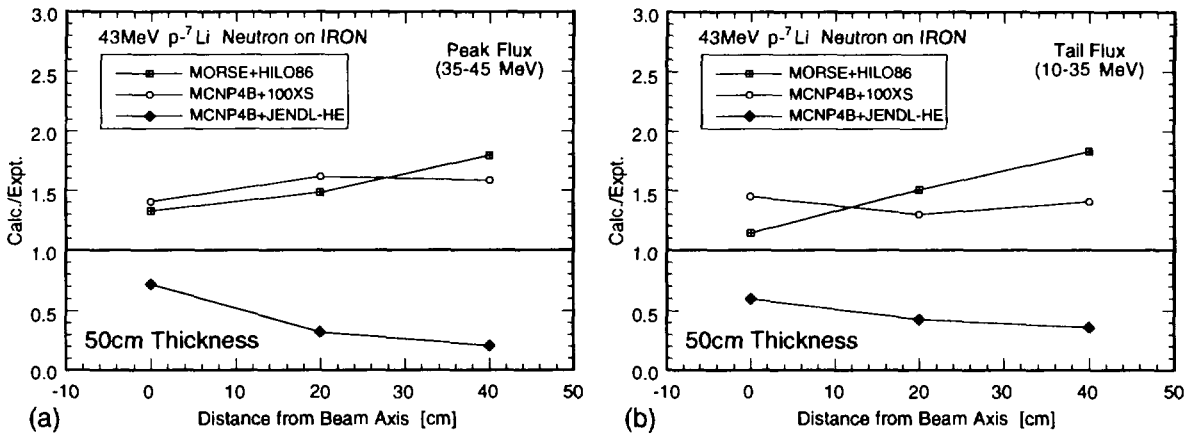 43MeV p-⁷Li Neutron on IRON
Peak Flux
(35-45 MeV)
MORSE+HILO86
MCNP4B+100XS
MCNP4B+JENDL-HE
Calc./Expt.
3.0
2.5
2.0
1.5
1.0
0.5
0.0
50cm Thickness
-10 0 10 20 30 40 50
(a) Distance from Beam Axis [cm]
43MeV p-⁷Li Neutron on IRON
Tail Flux
(10-35 MeV)
MORSE+HILO86
MCNP4B+100XS
MCNP4B+JENDL-HE
Calc./Expt.
3.0
2.5
2.0
1.5
1.0
0.5
0.0
50cm Thickness
-10 0 10 20 30 40 50
(b) Distance from Beam Axis [cm]